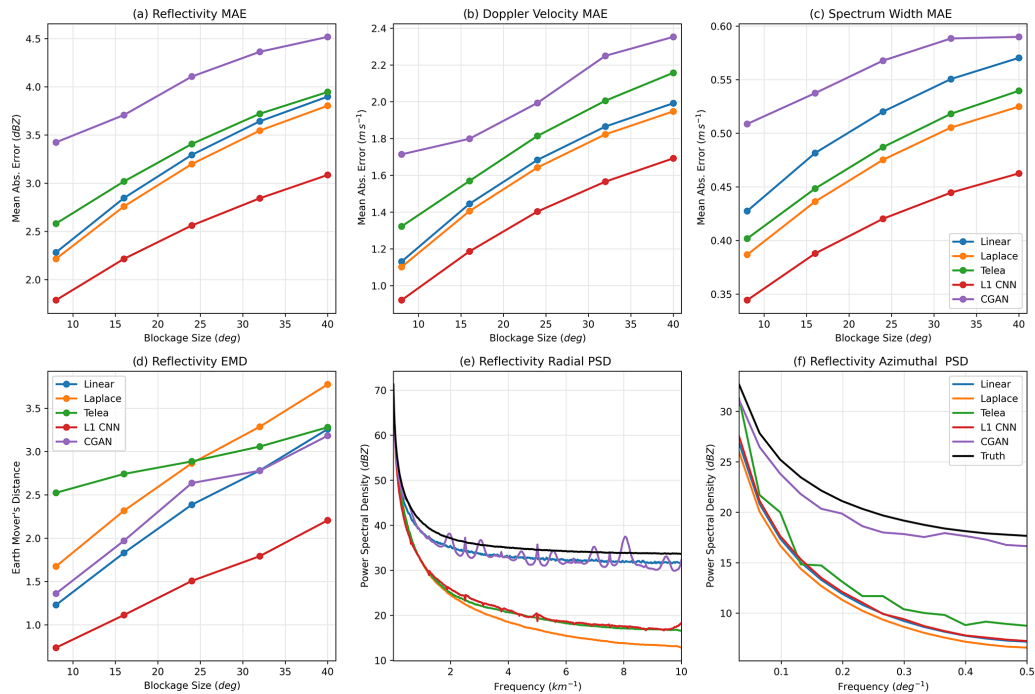 (a) Reflectivity MAE
Mean Abs. Error (dBZ)
4.5
4.0
3.5
3.0
2.5
2.0
10 15 20 25 30 35 40
Blockage Size (deg)
(b) Doppler Velocity MAE
Mean Abs. Error (m s⁻¹)
2.4
2.2
2.0
1.8
1.6
1.4
1.2
1.0
10 15 20 25 30 35 40
Blockage Size (deg)
(c) Spectrum Width MAE
Mean Abs. Error (m s⁻¹)
0.60
0.55
0.50
0.45
0.40
0.35
Linear
Laplace
Telea
L1 CNN
CGAN
10 15 20 25 30 35 40
Blockage Size (deg)
(d) Reflectivity EMD
Earth Mover's Distance
3.5
3.0
2.5
2.0
1.5
1.0
Linear
Laplace
Telea
L1 CNN
CGAN
10 15 20 25 30 35 40
Blockage Size (deg)
(e) Reflectivity Radial PSD
Power Spectral Density (dBZ)
70
60
50
40
30
20
10
2 4 6 8 10
Frequency (km⁻¹)
(f) Reflectivity Azimuthal PSD
Power Spectral Density (dBZ)
30
25
20
15
10
Linear
Laplace
Telea
L1 CNN
CGAN
Truth
0.1 0.2 0.3 0.4 0.5
Frequency (deg⁻¹)